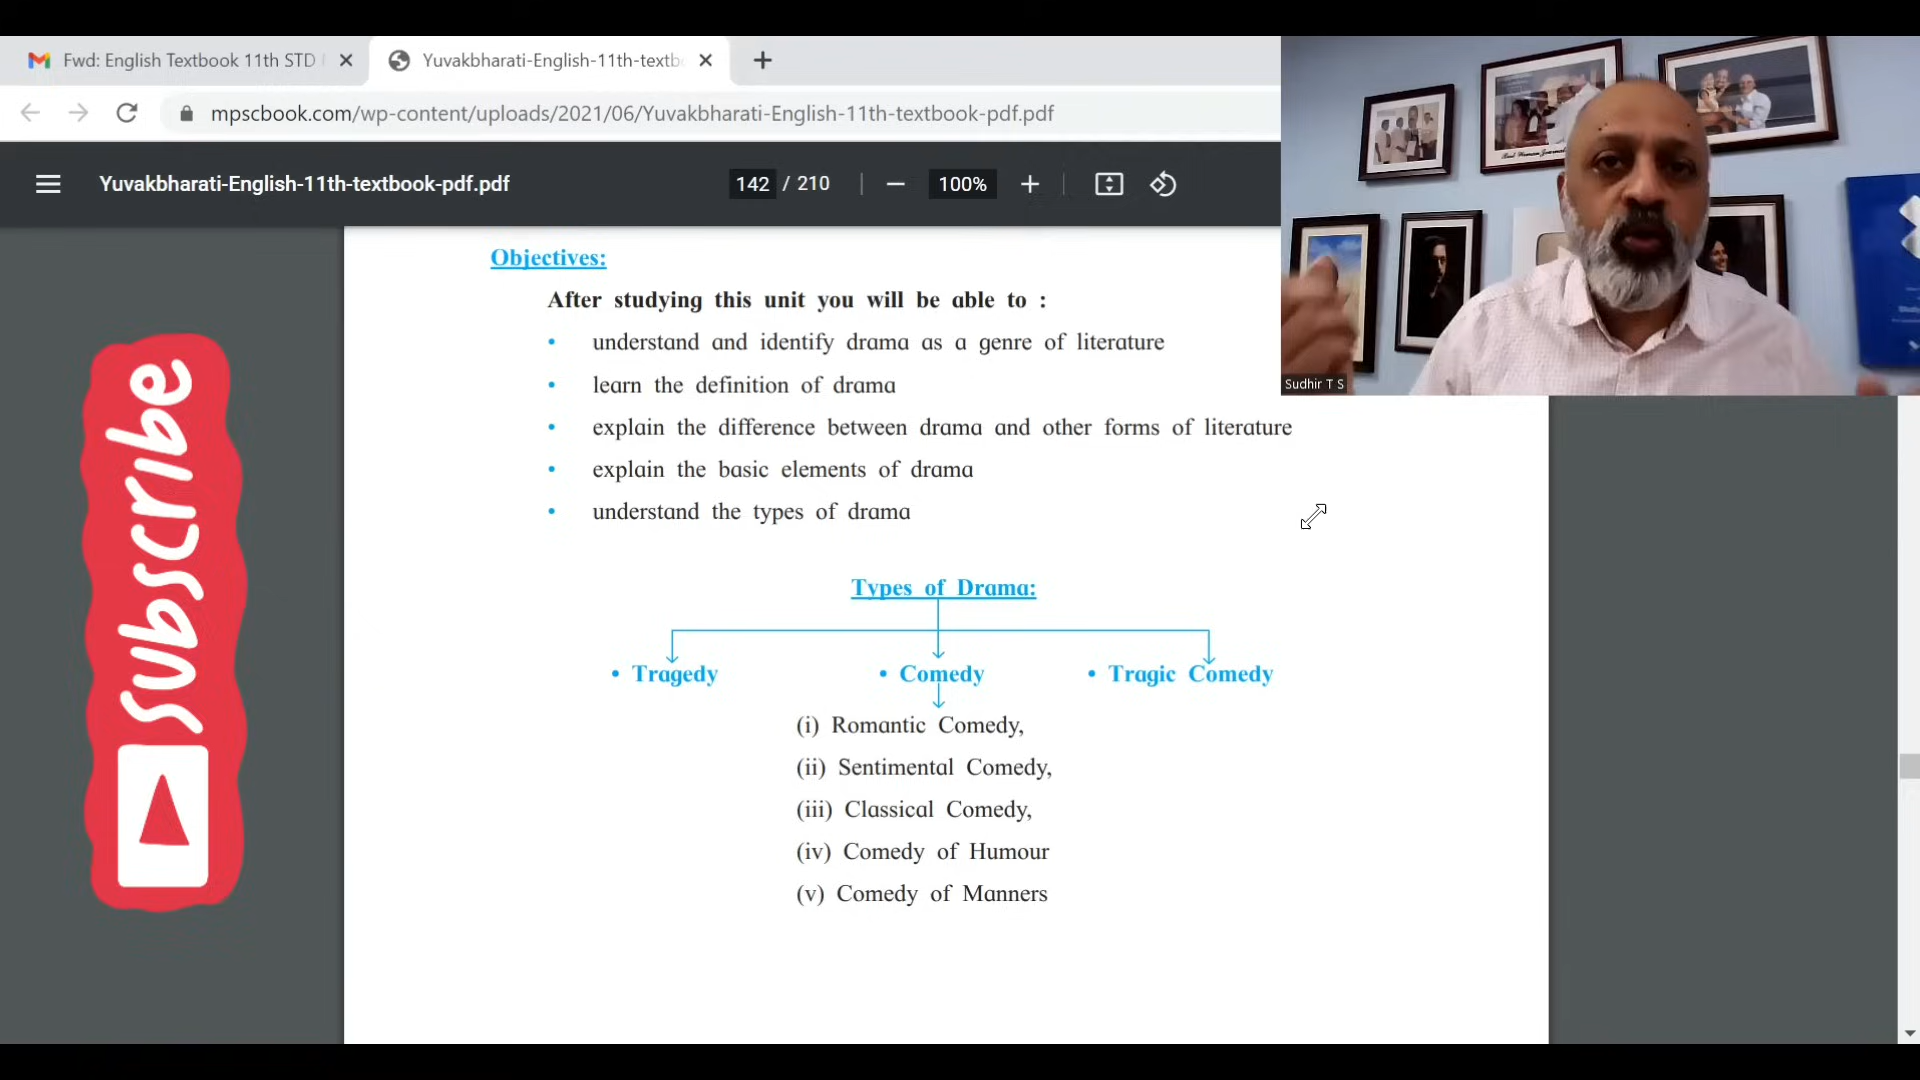 Fwd: English Textbook 11th STD
Yuvakbharati-English-11th-textb
mpscbook.com/wp-content/uploads/2021/06/Yuvakbharati-English-11th-textbook-pdf.pdf
Yuvakbharati-English-11th-textbook-pdf.pdf
142 / 210
100%
Sudhir T S
Subscribe
Objectives:
After studying this unit you will be able to :
• understand and identify drama as a genre of literature
• learn the definition of drama
• explain the difference between drama and other forms of literature
• explain the basic elements of drama
• understand the types of drama
Types of Drama:
• Tragedy • Comedy • Tragic Comedy
(i) Romantic Comedy,
(ii) Sentimental Comedy,
(iii) Classical Comedy,
(iv) Comedy of Humour
(v) Comedy of Manners